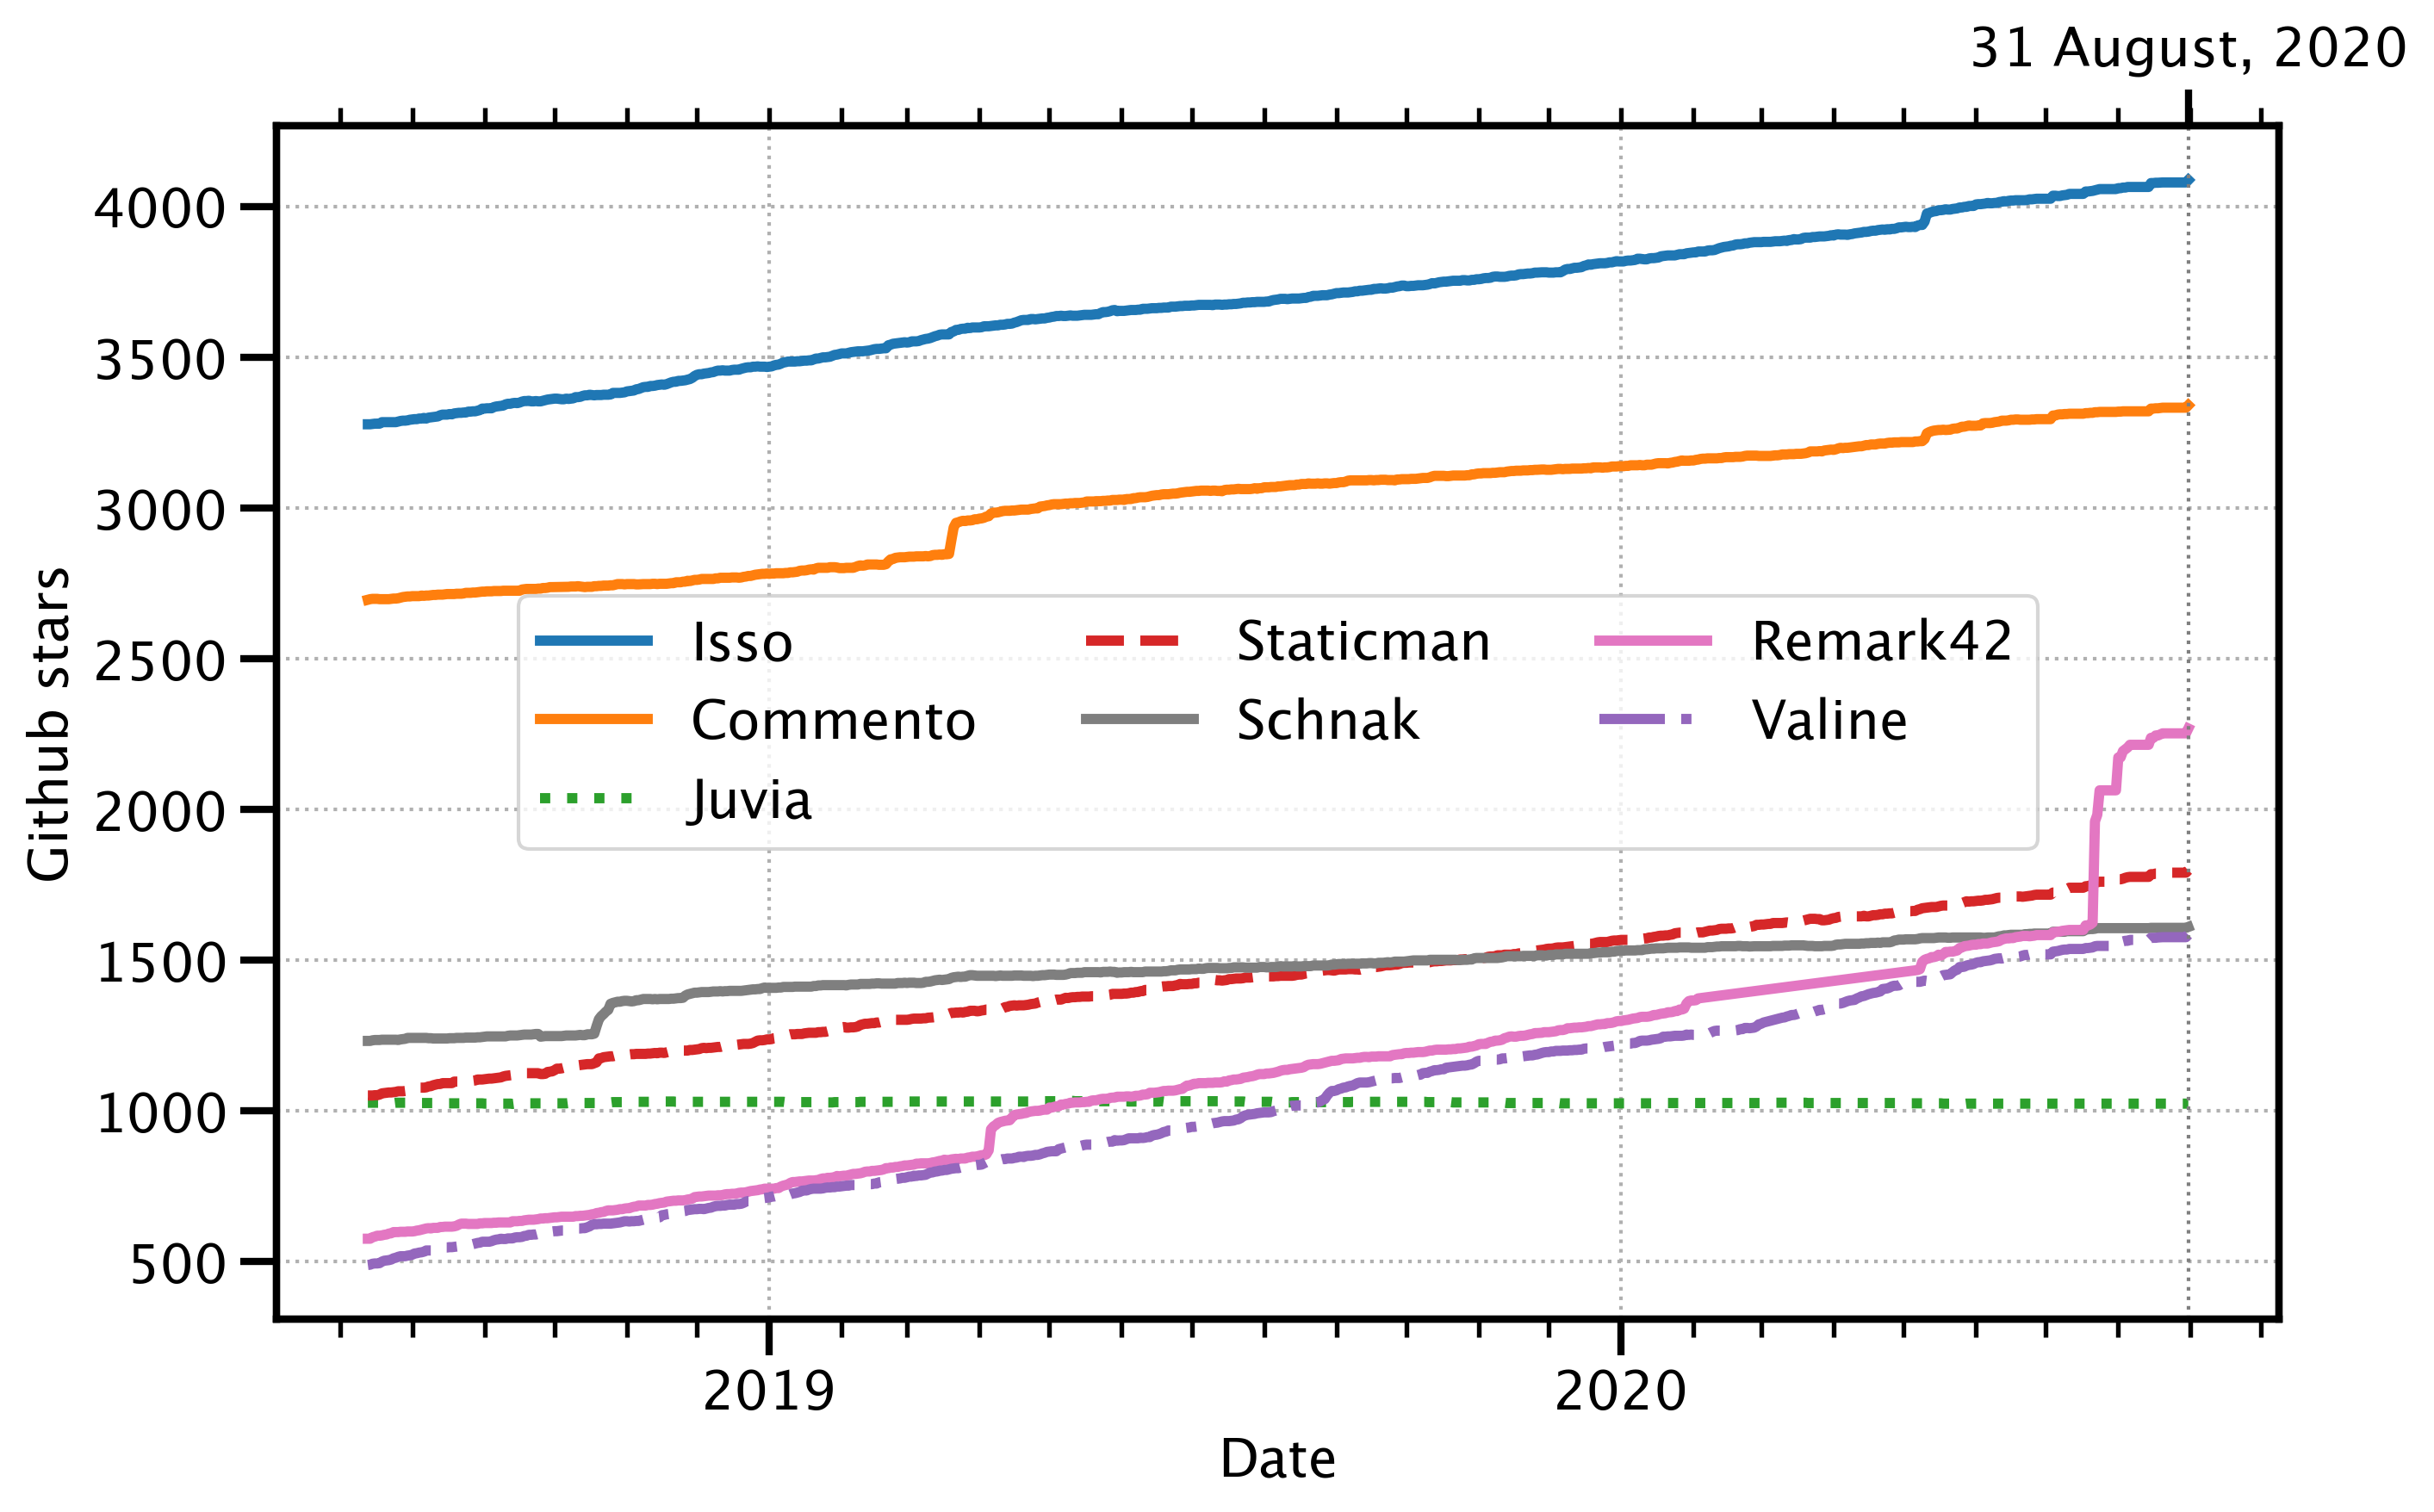 31 August, 2020
4000
3500
3000
2500
2000
1500
1000
500
Github stars
Isso
Commento
Juvia
Staticman
Schnak
Remark42
Valine
2019
2020
Date